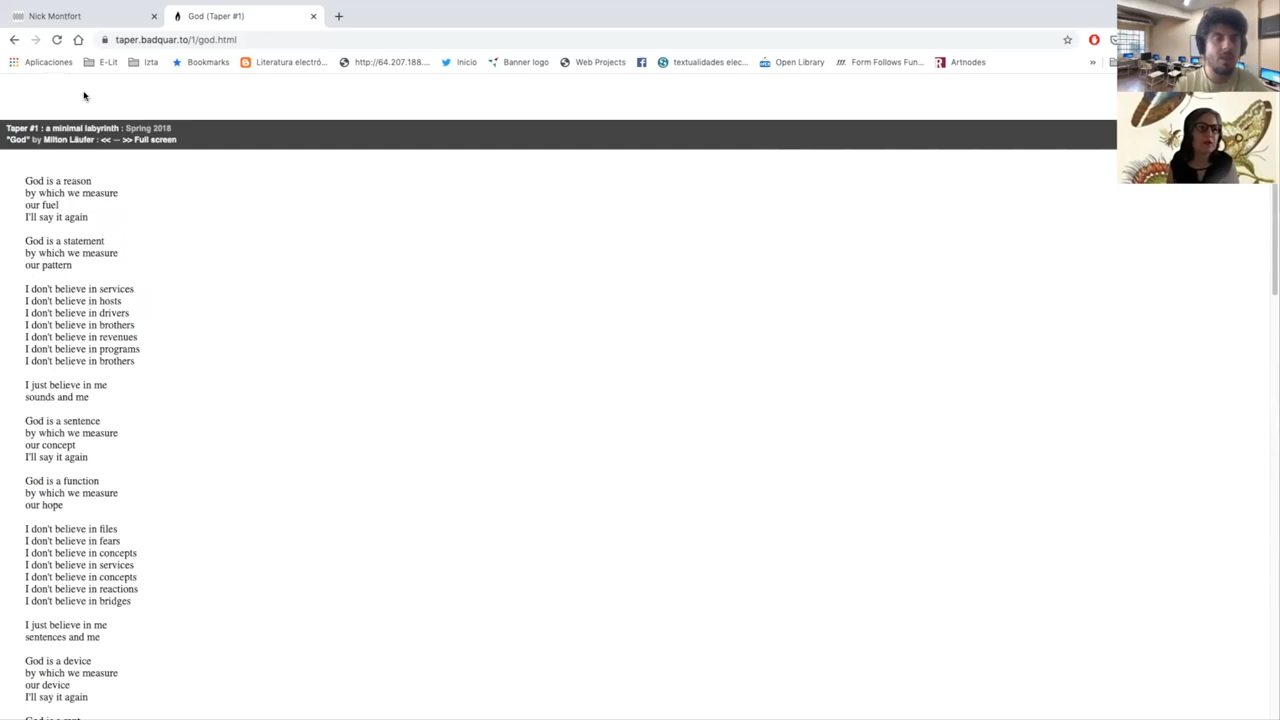 Nick Montfort
God (Taper #1)
taper.badquar.to/1/god.html
Aplicaciones
E-Lit
Izta
Bookmarks
Literatura electró...
http://64.207.188....
Inicio
Banner logo
Web Projects
textualidades elec...
Open Library
Form Follows Fun...
Artnodes
Taper #1 : a minimal labyrinth : Spring 2018
"God" by Milton Läufer : << -- >> Full screen
God is a reason
by which we measure
our fuel
I'll say it again
God is a statement
by which we measure
our pattern
I don't believe in services
I don't believe in hosts
I don't believe in drivers
I don't believe in brothers
I don't believe in revenues
I don't believe in programs
I don't believe in brothers
I just believe in me
sounds and me
God is a sentence
by which we measure
our concept
I'll say it again
God is a function
by which we measure
our hope
I don't believe in files
I don't believe in fears
I don't believe in concepts
I don't believe in services
I don't believe in concepts
I don't believe in reactions
I don't believe in bridges
I just believe in me
sentences and me
God is a device
by which we measure
our device
I'll say it again